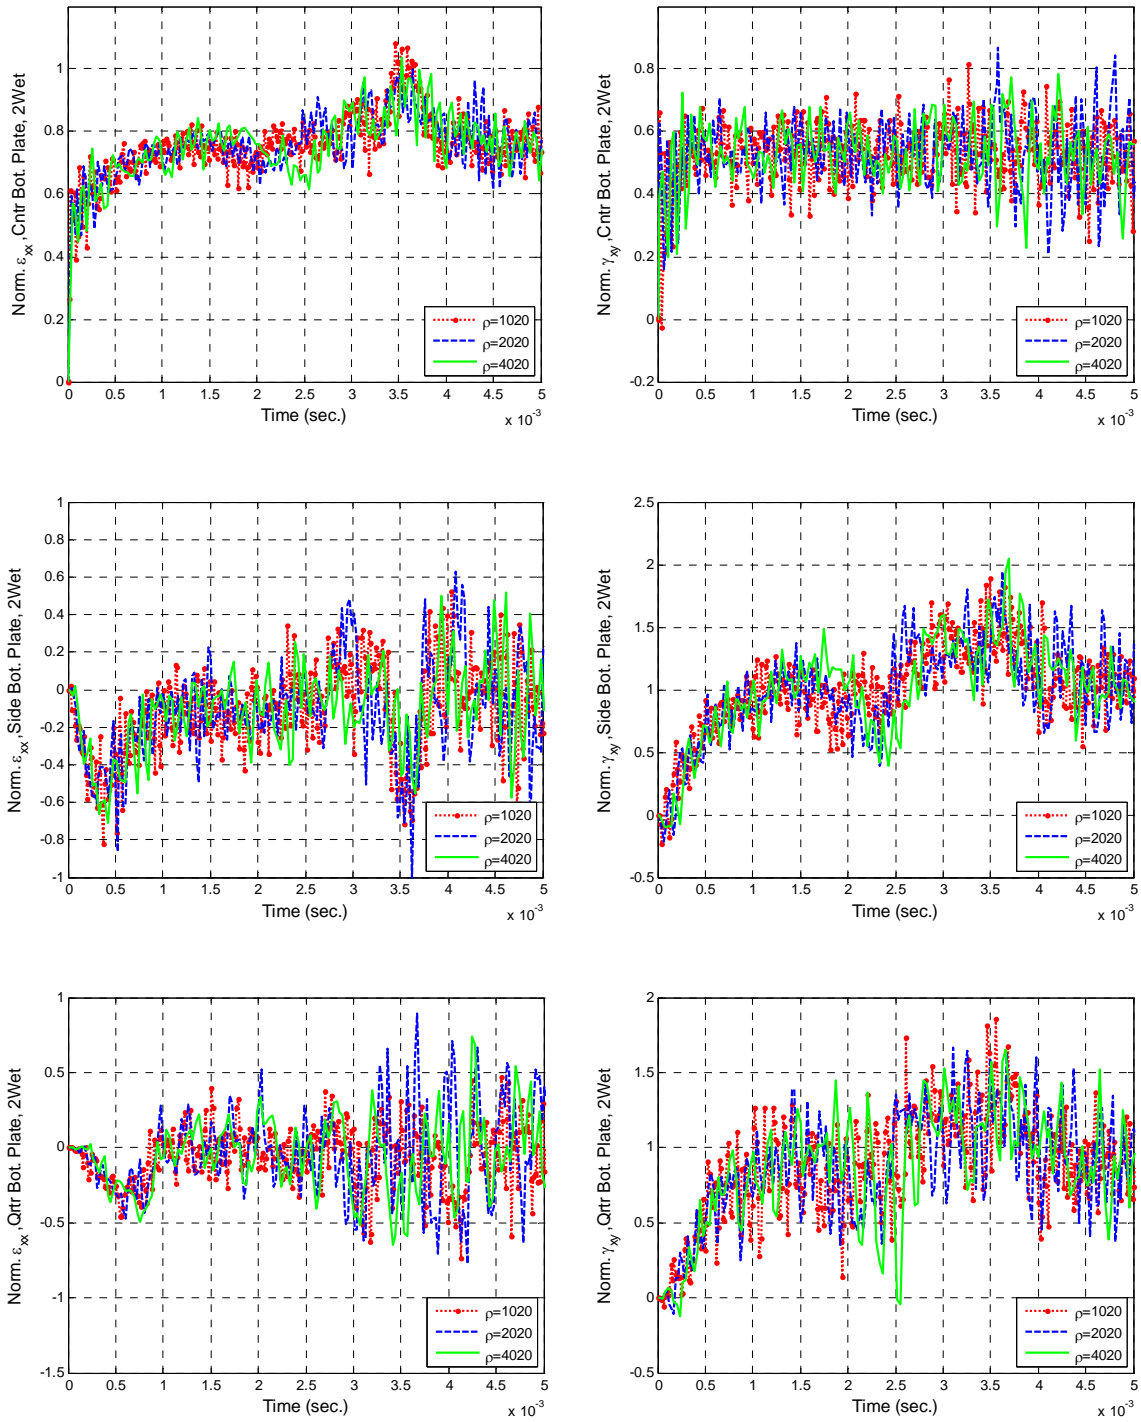 Norm. εxx,Cntr Bot. Plate, 2Wet
1
0.8
0.6
0.4
0.2
0
0 0.5 1 1.5 2 2.5 3 3.5 4 4.5 5
Time (sec.)
x 10-3
ρ=1020
ρ=2020
ρ=4020
Norm. γxy,Cntr Bot. Plate, 2Wet
0.8
0.6
0.4
0.2
0
-0.2
0 0.5 1 1.5 2 2.5 3 3.5 4 4.5 5
Time (sec.)
x 10-3
ρ=1020
ρ=2020
ρ=4020
Norm. εxx,Side Bot. Plate, 2Wet
1
0.8
0.6
0.4
0.2
0
-0.2
-0.4
-0.6
-0.8
-1
0 0.5 1 1.5 2 2.5 3 3.5 4 4.5 5
Time (sec.)
x 10-3
ρ=1020
ρ=2020
ρ=4020
Norm. γxy,Side Bot. Plate, 2Wet
2.5
2
1.5
1
0.5
0
-0.5
0 0.5 1 1.5 2 2.5 3 3.5 4 4.5 5
Time (sec.)
x 10-3
ρ=1020
ρ=2020
ρ=4020
Norm. εxx,Qrtr Bot. Plate, 2Wet
1
0.5
0
-0.5
-1
-1.5
0 0.5 1 1.5 2 2.5 3 3.5 4 4.5 5
Time (sec.)
x 10-3
ρ=1020
ρ=2020
ρ=4020
Norm. γxy,Qrtr Bot. Plate, 2Wet
2
1.5
1
0.5
0
-0.5
0 0.5 1 1.5 2 2.5 3 3.5 4 4.5 5
Time (sec.)
x 10-3
ρ=1020
ρ=2020
ρ=4020